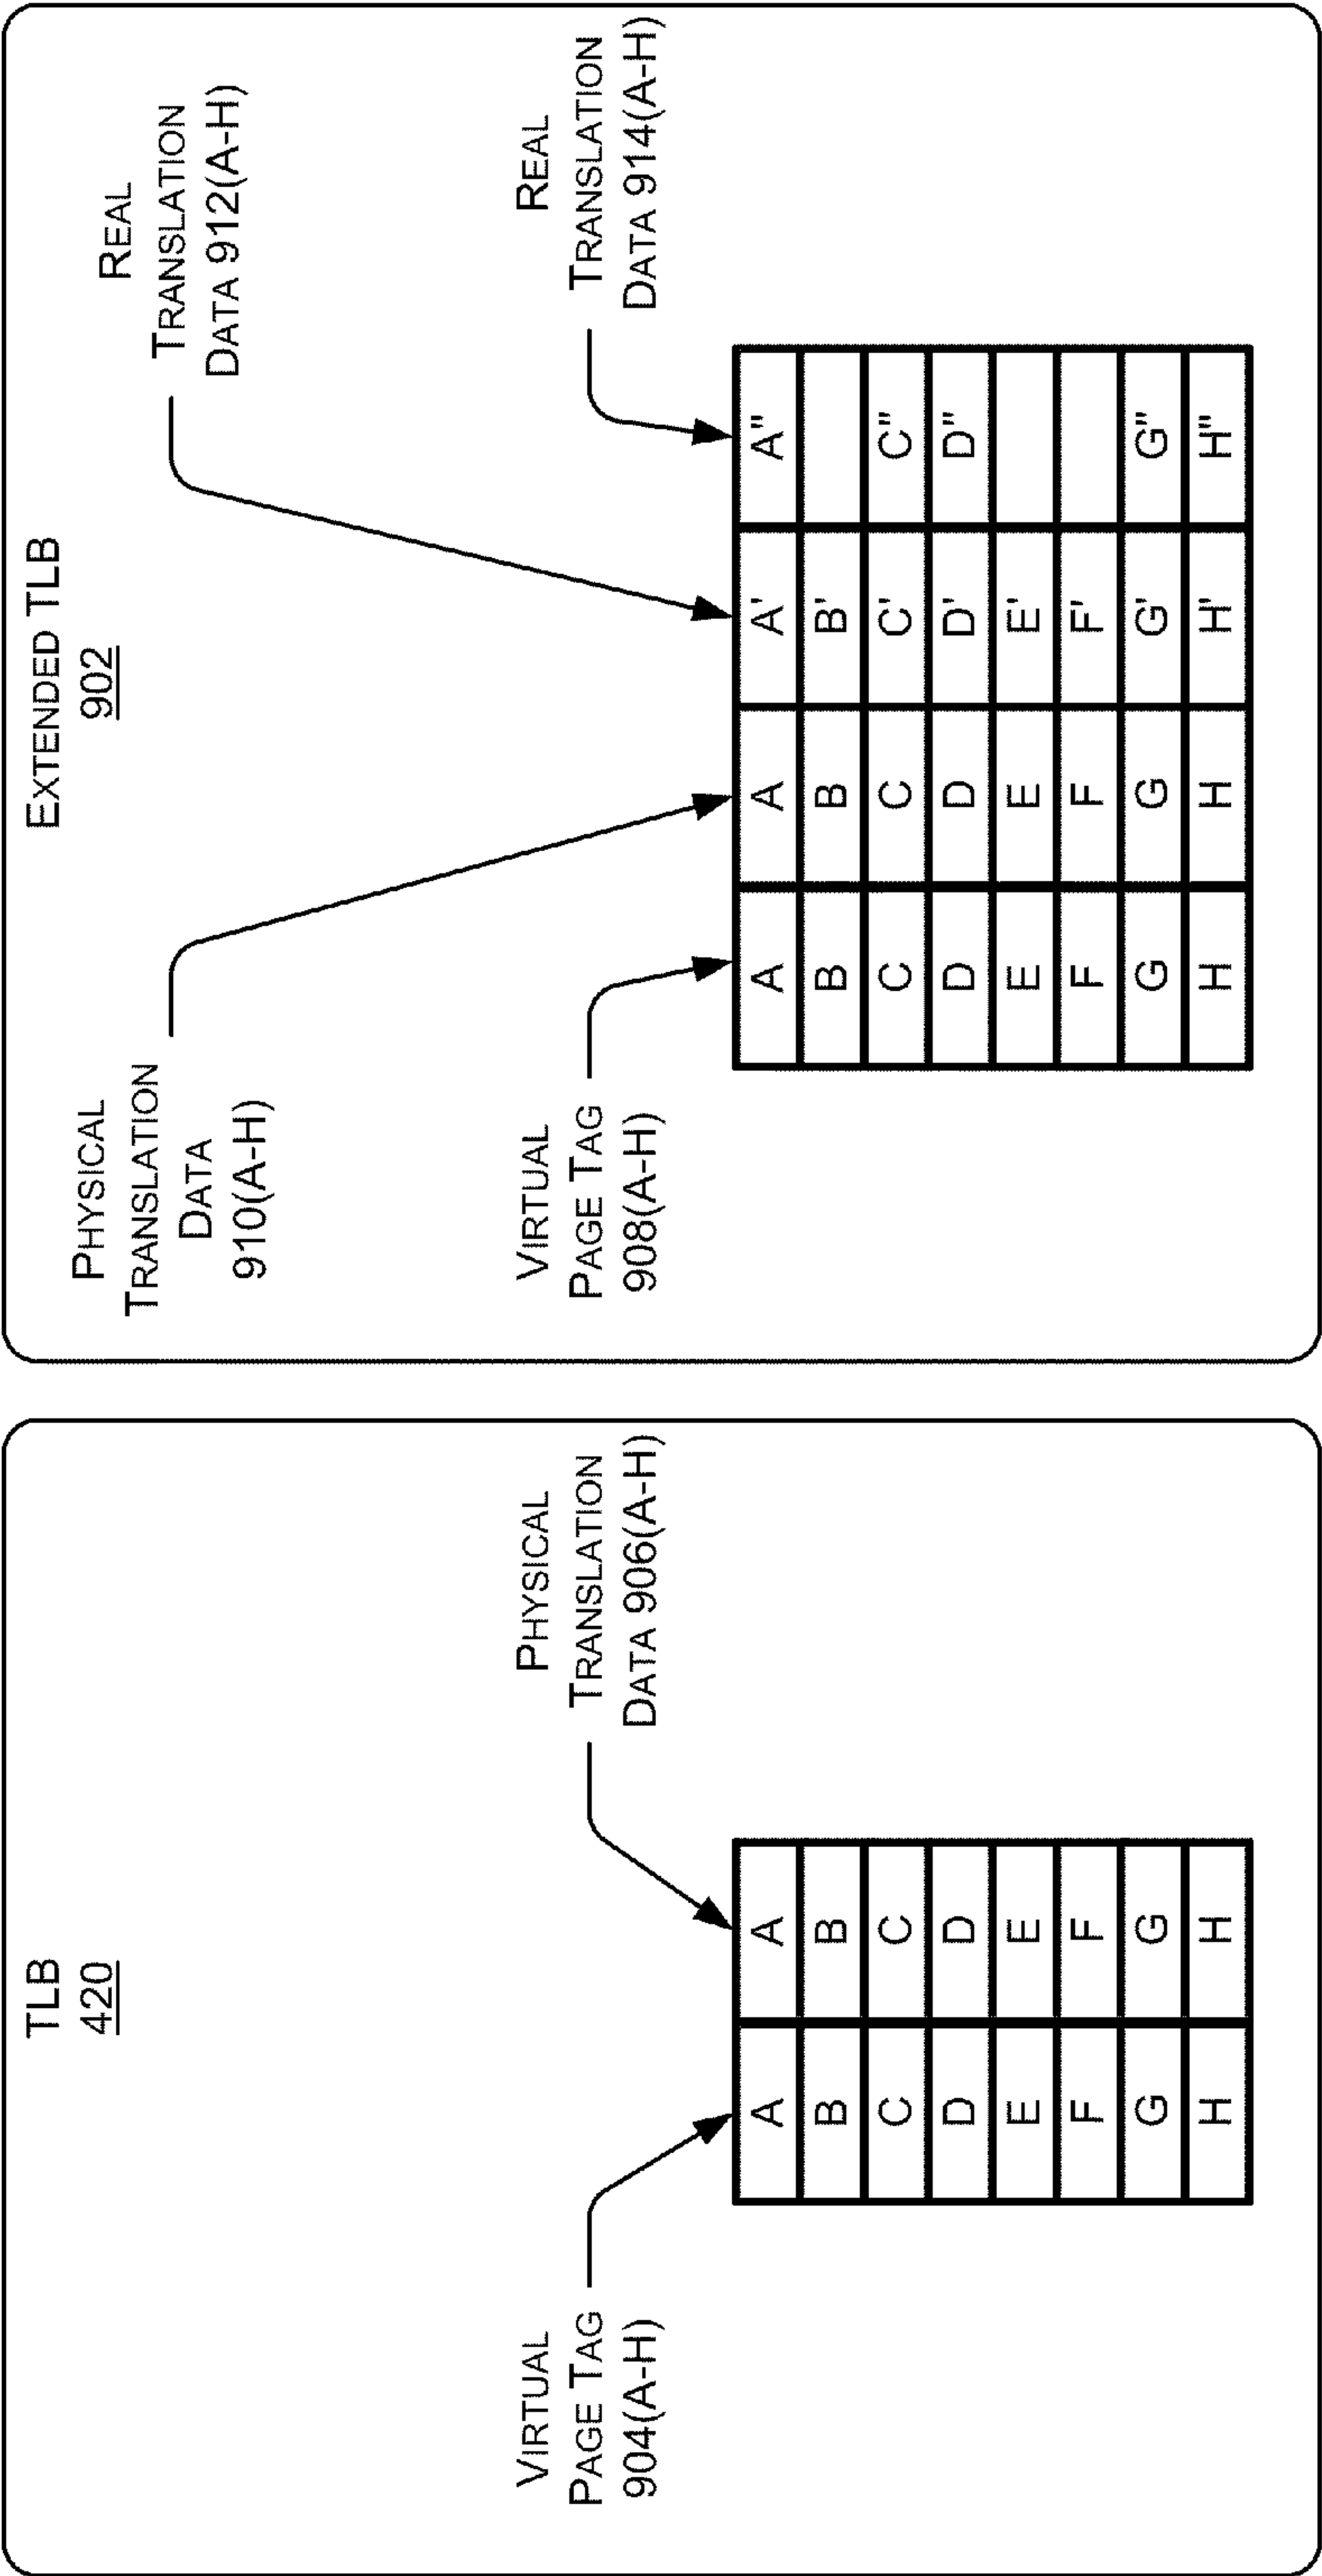 TLB
420
VIRTUAL
PAGE TAG
904(A-H)
PHYSICAL
TRANSLATION
DATA 906(A-H)
A A
B B
C C
D D
E E
F F
G G
H H
EXTENDED TLB
902
PHYSICAL
TRANSLATION
DATA
910(A-H)
REAL
TRANSLATION
DATA 912(A-H)
VIRTUAL
PAGE TAG
908(A-H)
REAL
TRANSLATION
DATA 914(A-H)
A A A' A"
B B B'
C C C' C"
D D D' D"
E E E'
F F F'
G G G' G"
H H H' H"